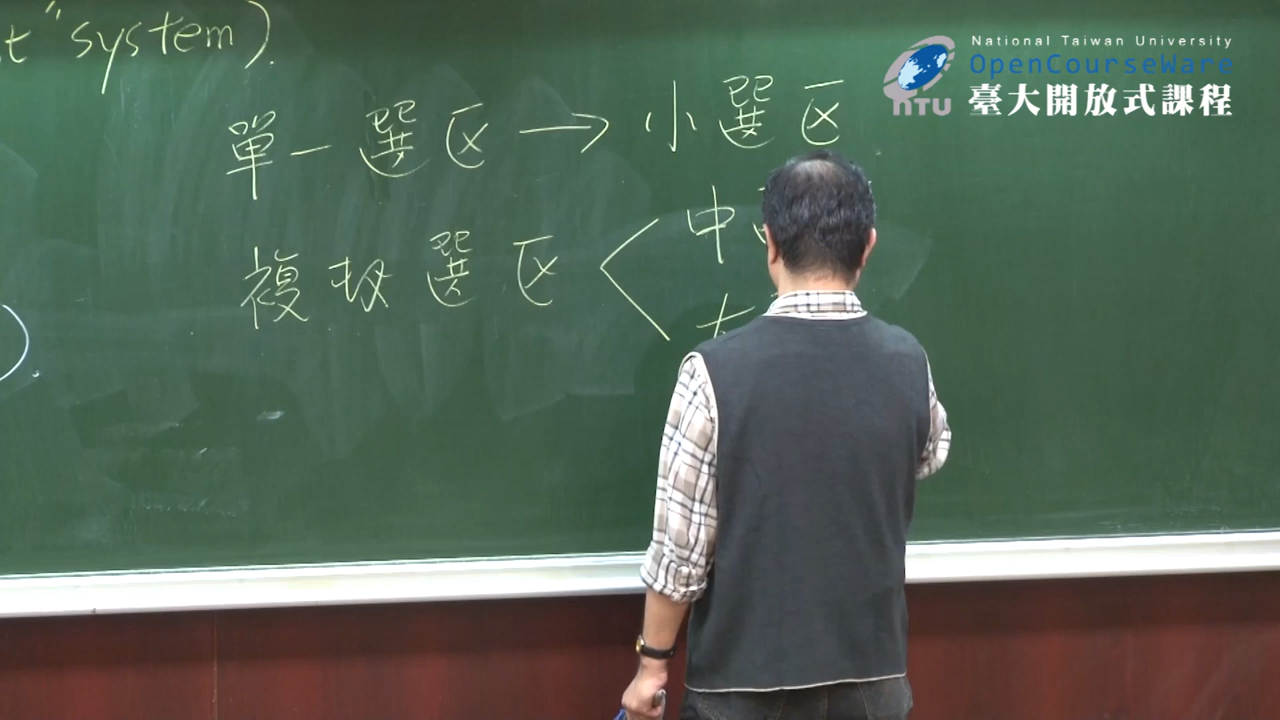 t" system).
National Taiwan University
OpenCourseWare
NTU 臺大開放式課程
單一選区 → 小選区
複数選区 <
中
大